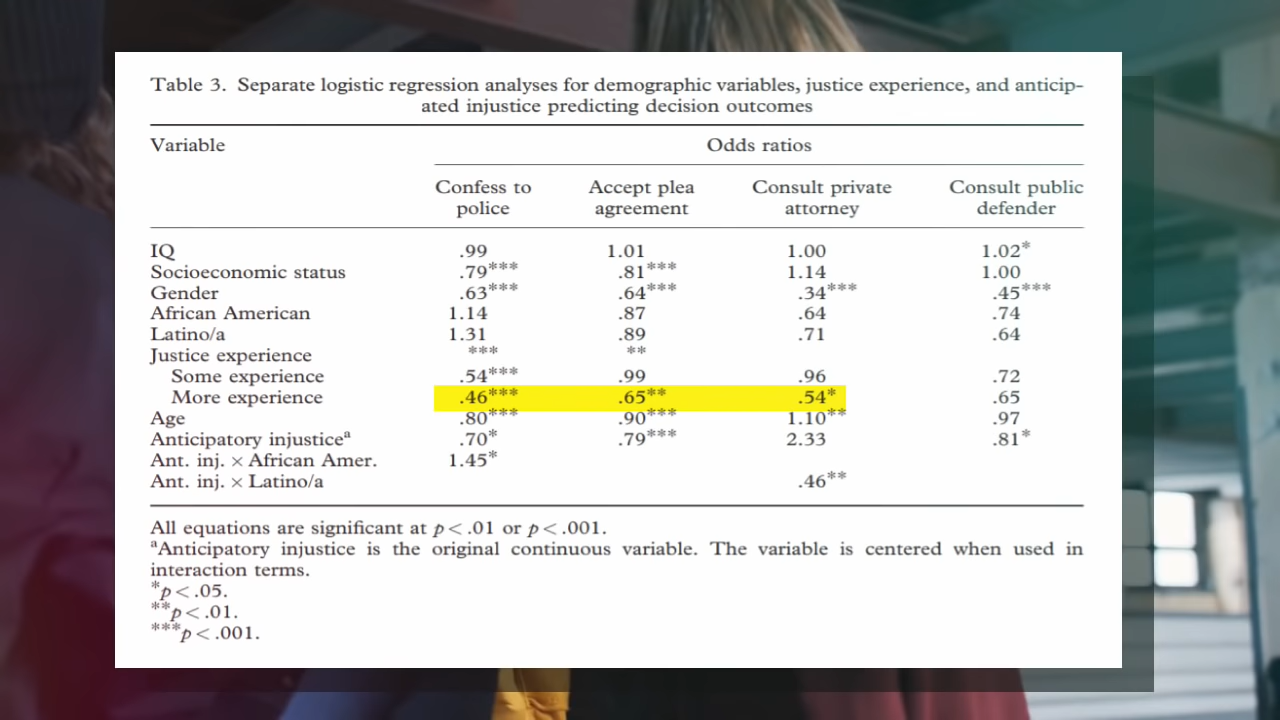 Table 3. Separate logistic regression analyses for demographic variables, justice experience, and anticip-
ated injustice predicting decision outcomes
Variable Odds ratios
Confess to police Accept plea agreement Consult private attorney Consult public defender
IQ .99 1.01 1.00 1.02*
Socioeconomic status .79*** .81*** 1.14 1.00
Gender .63*** .64*** .34*** .45***
African American 1.14 .87 .64 .74
Latino/a 1.31 .89 .71 .64
Justice experience *** **
Some experience .54*** .99 .96 .72
More experience .46*** .65** .54* .65
Age .80*** .90*** 1.10** .97
Anticipatory injusticeª .70* .79*** 2.33 .81*
Ant. inj. × African Amer. 1.45*
Ant. inj. × Latino/a .46**
All equations are significant at p < .01 or p < .001.
ªAnticipatory injustice is the original continuous variable. The variable is centered when used in
interaction terms.
*p < .05.
**p < .01.
***p < .001.